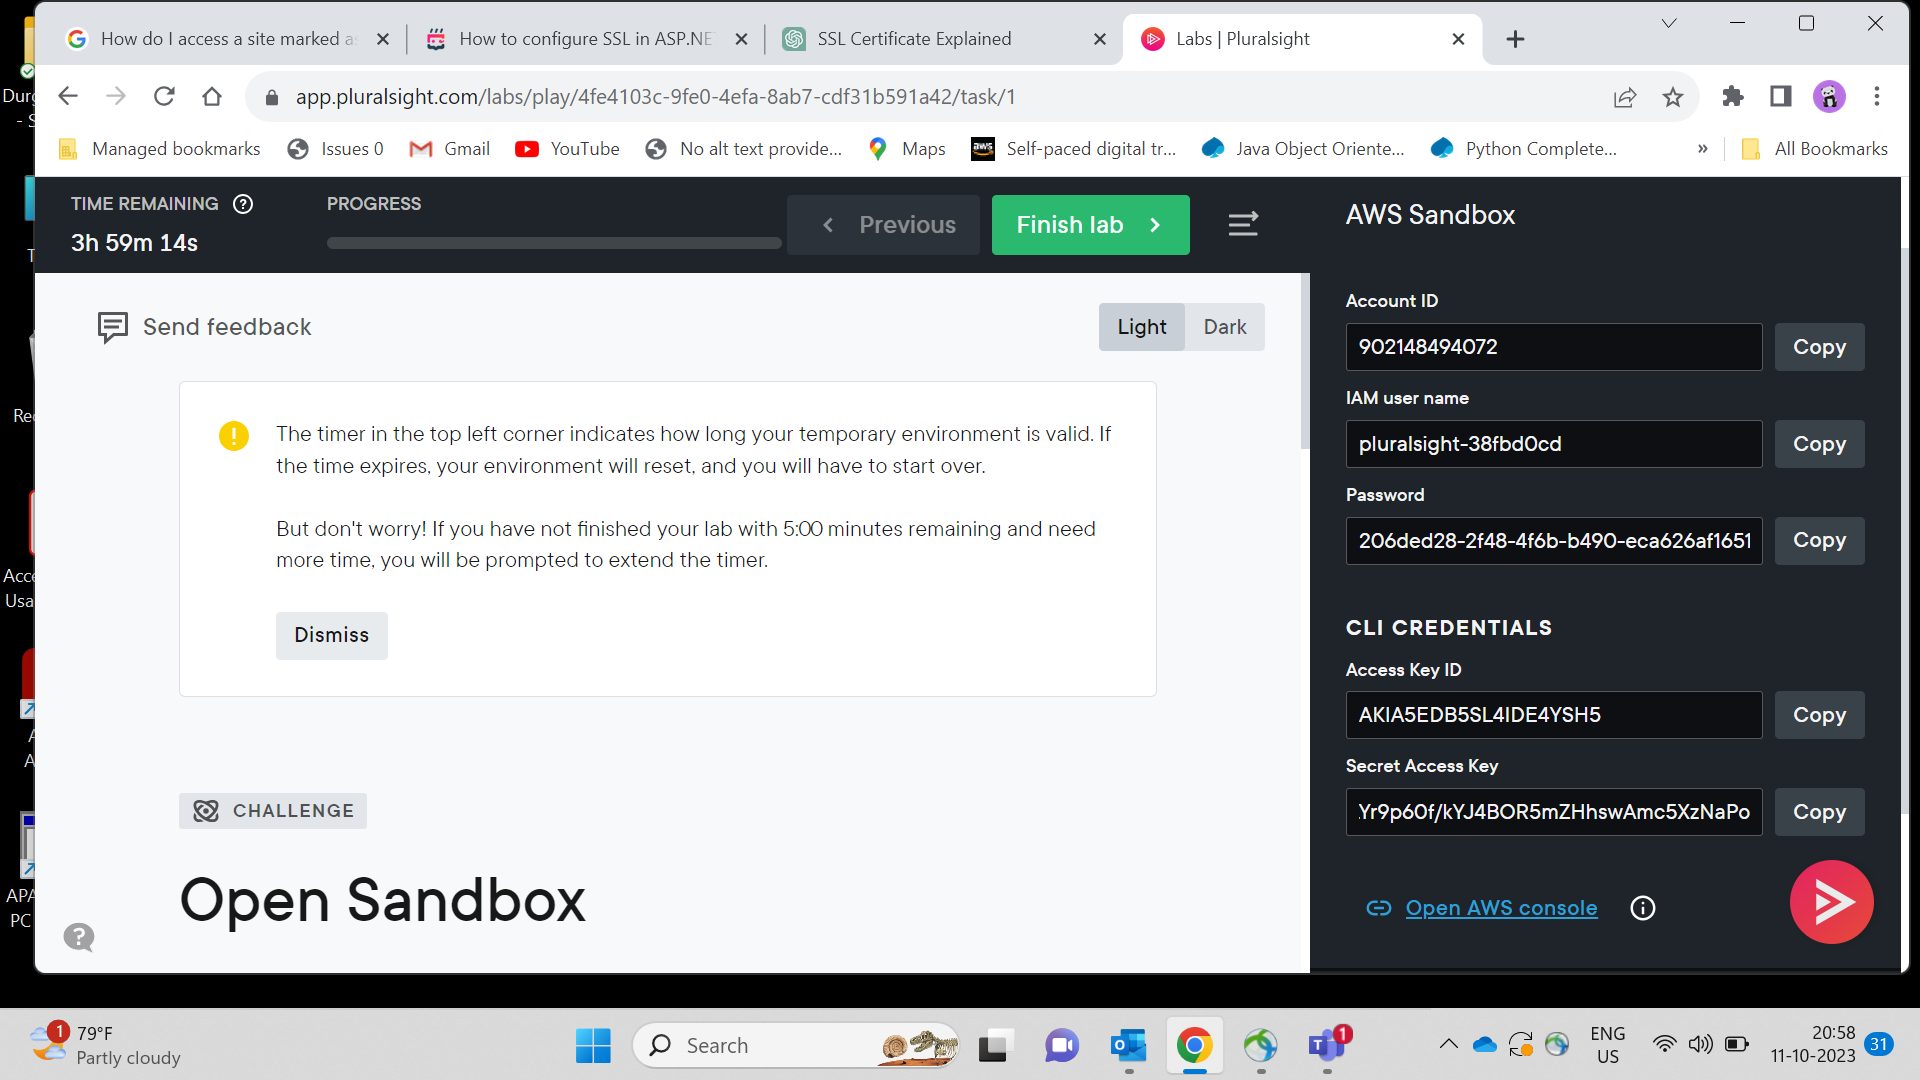 How do I access a site marked as
How to configure SSL in ASP.NET
SSL Certificate Explained
Labs | Pluralsight
app.pluralsight.com/labs/play/4fe4103c-9fe0-4efa-8ab7-cdf31b591a42/task/1
Managed bookmarks
Issues 0
Gmail
YouTube
No alt text provide...
Maps
aws
Self-paced digital tr...
Java Object Oriente...
Python Complete...
»
All Bookmarks
TIME REMAINING
3h 59m 14s
PROGRESS
Previous
Finish lab
AWS Sandbox
Send feedback
Light
Dark
The timer in the top left corner indicates how long your temporary environment is valid. If
the time expires, your environment will reset, and you will have to start over.
But don't worry! If you have not finished your lab with 5:00 minutes remaining and need
more time, you will be prompted to extend the timer.
Dismiss
CHALLENGE
Open Sandbox
Account ID
902148494072
Copy
IAM user name
pluralsight-38fbd0cd
Copy
Password
206ded28-2f48-4f6b-b490-eca626af1651
Copy
CLI CREDENTIALS
Access Key ID
AKIA5EDB5SL4IDE4YSH5
Copy
Secret Access Key
Yr9p60f/kYJ4BOR5mZHhswAmc5XzNaPo
Copy
Open AWS console
Durg
- S
T
Rec
Acce
Usa
A
A
APA
PC
1
79°F
Partly cloudy
Search
1
ENG
US
20:58
11-10-2023
31